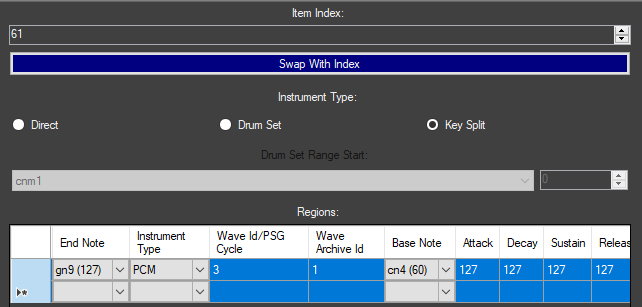 Item Index:
61
Swap With Index
Instrument Type:
Direct Drum Set Key Split
Drum Set Range Start:
cnm1 0
Regions:
End Note Instrument Type Wave Id/PSG Cycle Wave Archive Id Base Note Attack Decay Sustain Releas
gn9 (127) PCM 3 1 cn4 (60) 127 127 127 127